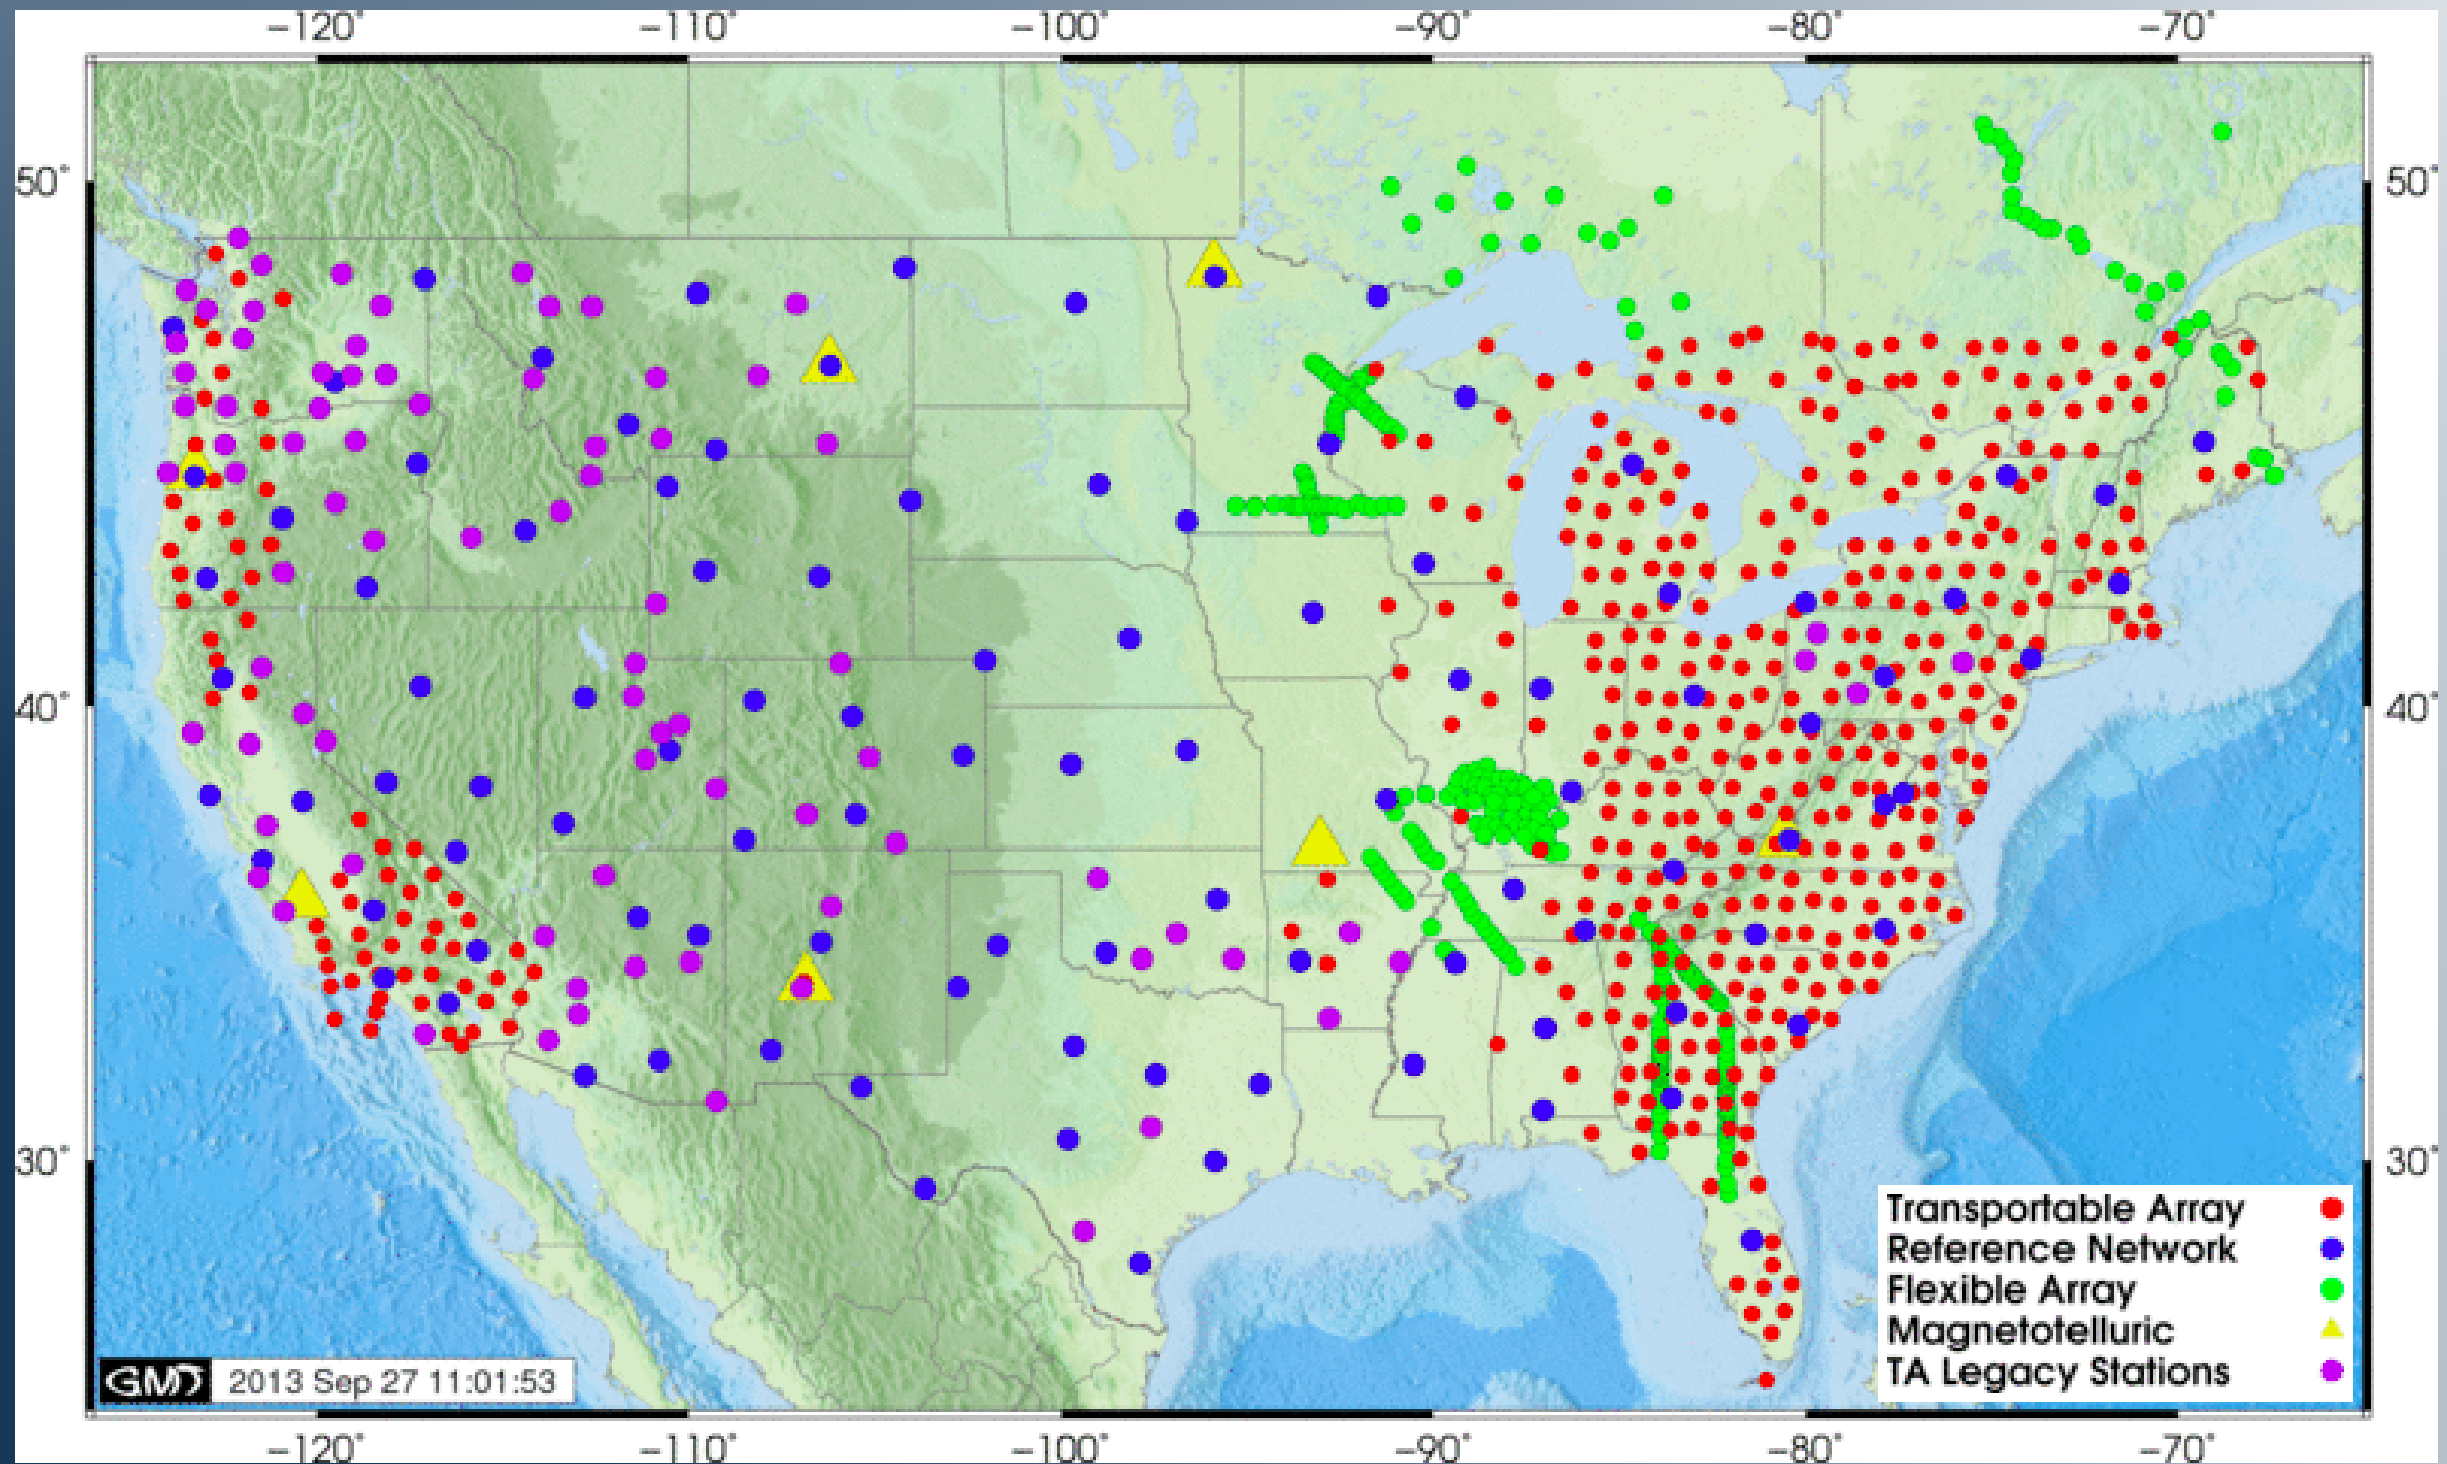 -120° -110° -100° -90° -80° -70°
50° 50°
40° 40°
30° 30°
Transportable Array
Reference Network
Flexible Array
Magnetotelluric
TA Legacy Stations
GMT 2013 Sep 27 11:01:53
-120° -110° -100° -90° -80° -70°